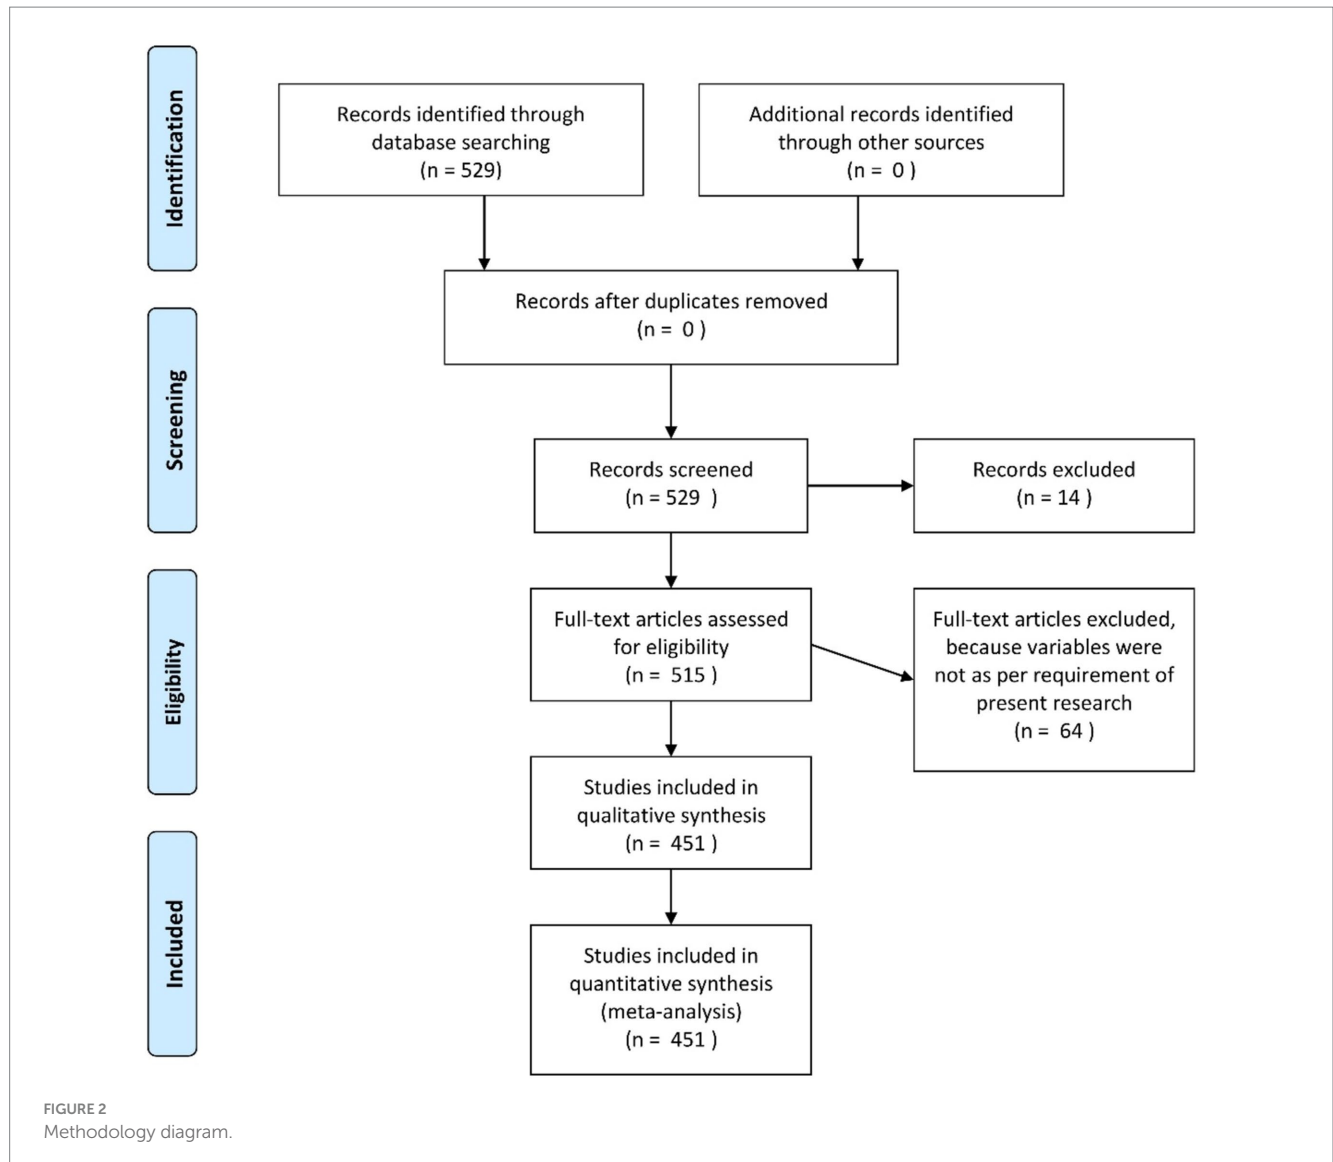 Identification
Records identified through
database searching
(n = 529)
Additional records identified
through other sources
(n =  0 )
Records after duplicates removed
(n =  0 )
Screening
Records screened
(n = 529  )
Records excluded
(n = 14 )
Eligibility
Full-text articles assessed
for eligibility
(n =  515 )
Full-text articles excluded,
because variables were
not as per requirement of
present research
(n =  64 )
Studies included in
qualitative synthesis
(n =  451 )
Included
Studies included in
quantitative synthesis
(meta-analysis)
(n =  451 )
FIGURE 2
Methodology diagram.